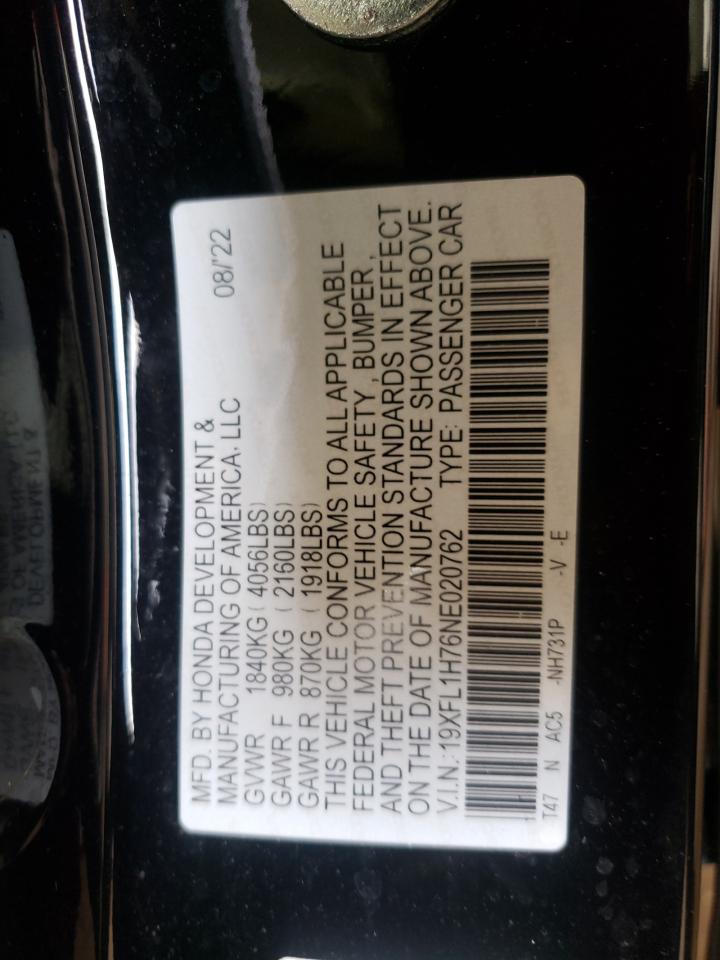 MFD. BY HONDA DEVELOPMENT & 08/'22
MANUFACTURING OF AMERICA, LLC
GVWR 1840KG (4056LBS)
GAWR F 980KG (2160LBS)
GAWR R 870KG (1918LBS)
THIS VEHICLE CONFORMS TO ALL APPLICABLE
FEDERAL MOTOR VEHICLE SAFETY, BUMPER,
AND THEFT PREVENTION STANDARDS IN EFFECT
ON THE DATE OF MANUFACTURE SHOWN ABOVE.
V.I.N.:19XFL1H76NE020762 TYPE: PASSENGER CAR
T47 N AC5 -NH731P -V -E